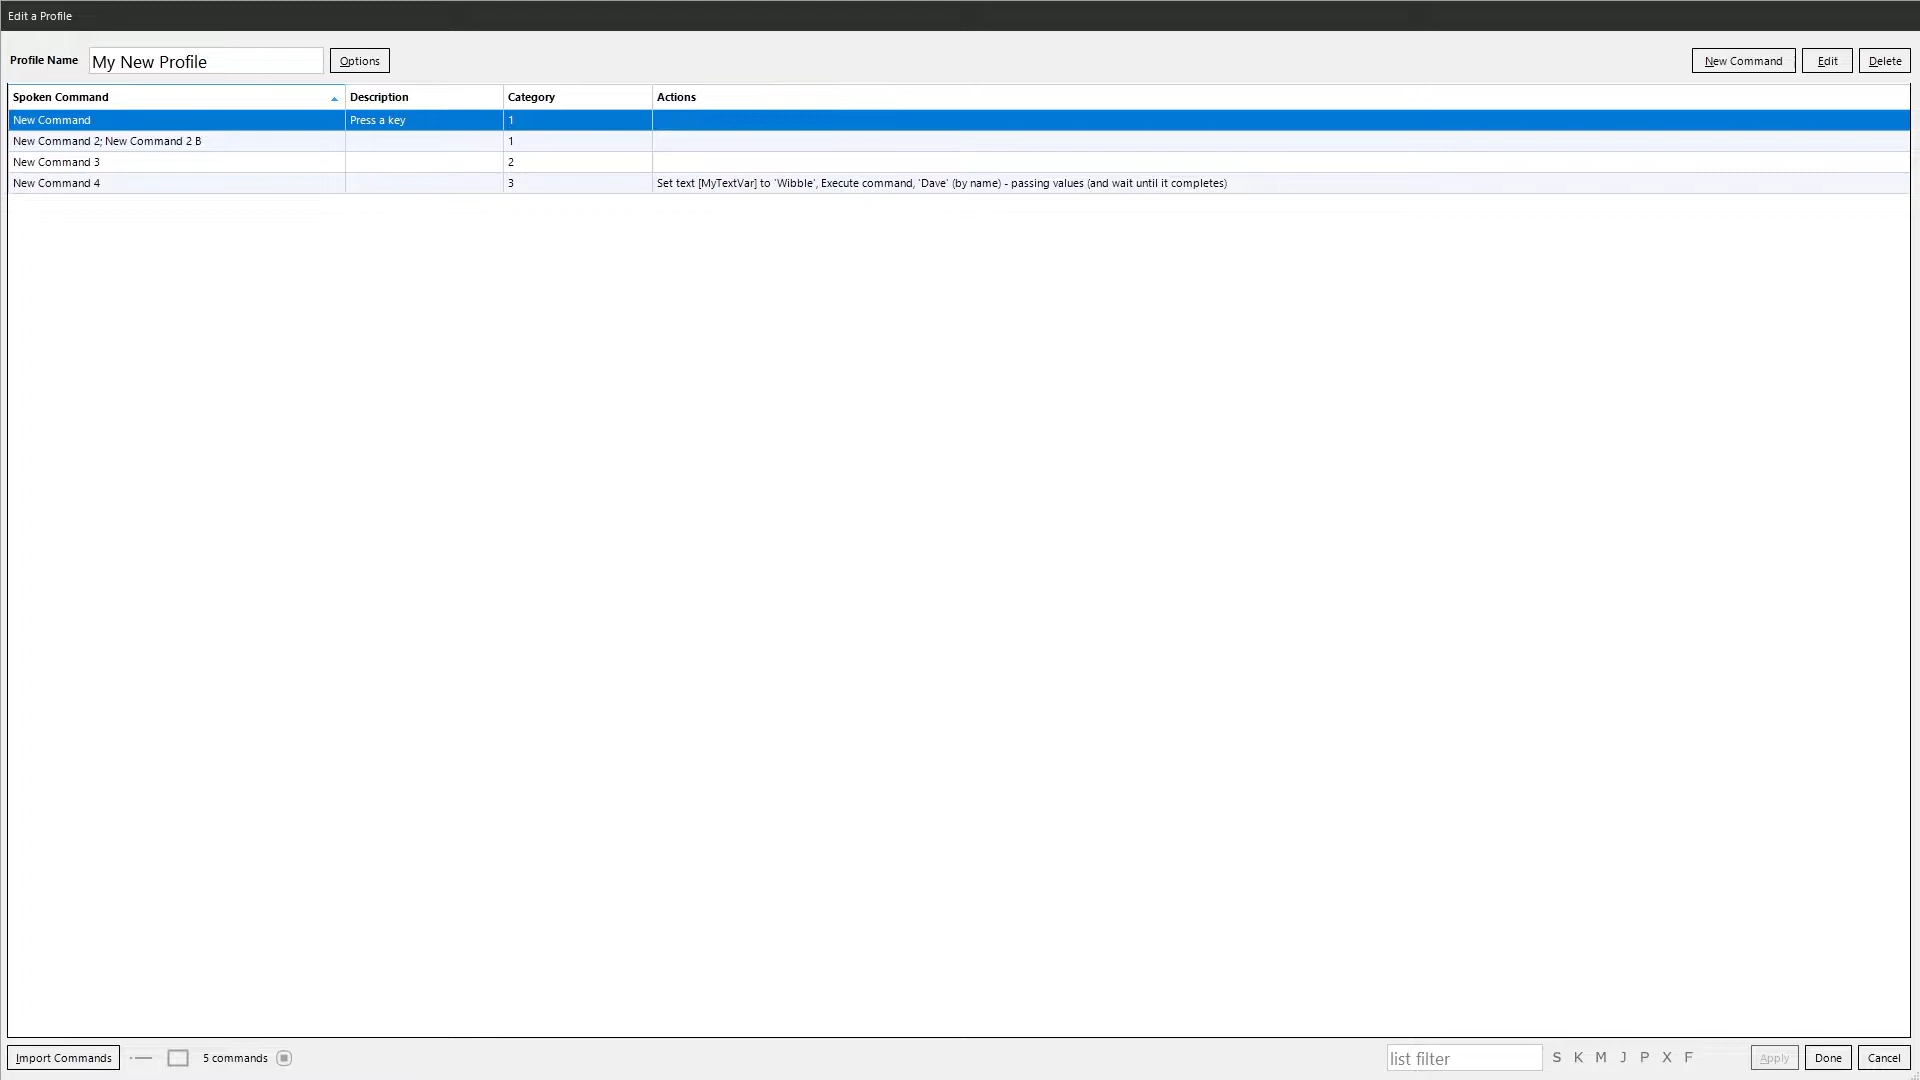 Edit a Profile
Profile Name My New Profile Options New Command Edit Delete
Spoken Command Description Category Actions
New Command Press a key 1
New Command 2; New Command 2 B 1
New Command 3 2
New Command 4 3 Set text [MyTextVar] to 'Wibble', Execute command, 'Dave' (by name) - passing values (and wait until it completes)
Import Commands 5 commands list filter S K M J P X F Apply Done Cancel